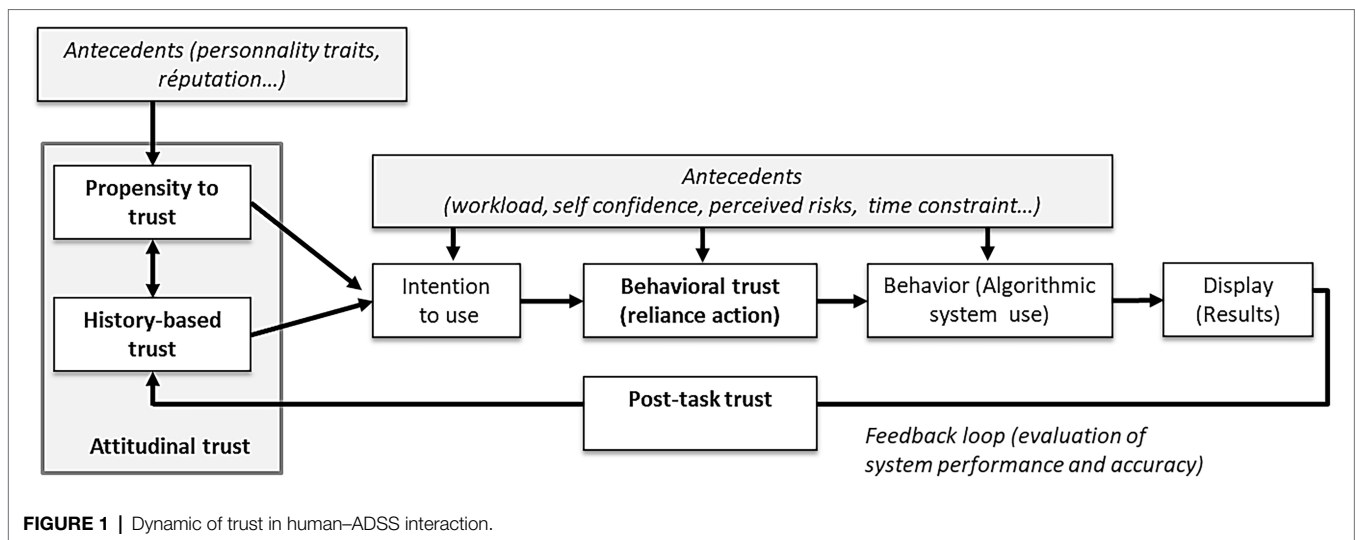 Antecedents (personnality traits,
réputation...)
Propensity to
trust
History-based
trust
Attitudinal trust
Antecedents
(workload, self confidence, perceived risks, time constraint...)
Intention
to use
Behavioral trust
(reliance action)
Behavior (Algorithmic
system use)
Display
(Results)
Post-task trust
Feedback loop (evaluation of
system performance and accuracy)
FIGURE 1 | Dynamic of trust in human–ADSS interaction.